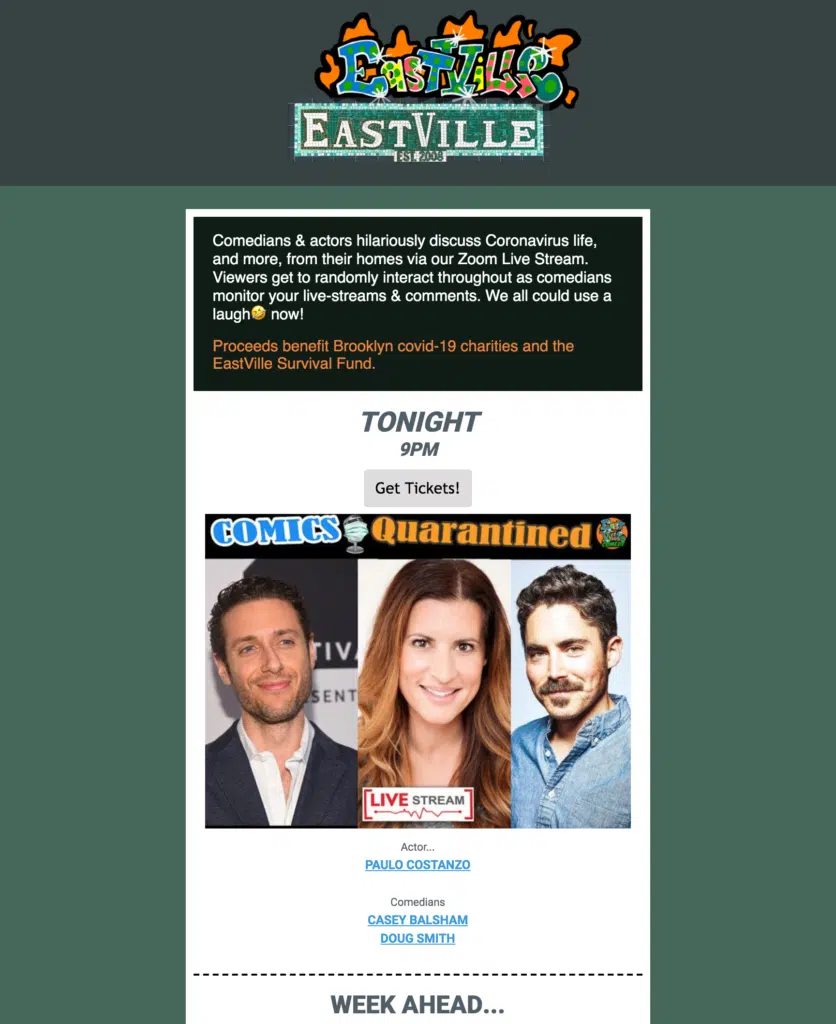 EastVille
EASTVILLE
EST. 2008
Comedians & actors hilariously discuss Coronavirus life,
and more, from their homes via our Zoom Live Stream.
Viewers get to randomly interact throughout as comedians
monitor your live-streams & comments. We all could use a
laugh🤣 now!
Proceeds benefit Brooklyn covid-19 charities and the
EastVille Survival Fund.
TONIGHT
9PM
Get Tickets!
COMICS Quarantined
TIVA
ESENT
LIVE STREAM
Actor...
PAULO COSTANZO
Comedians
CASEY BALSHAM
DOUG SMITH
WEEK AHEAD...